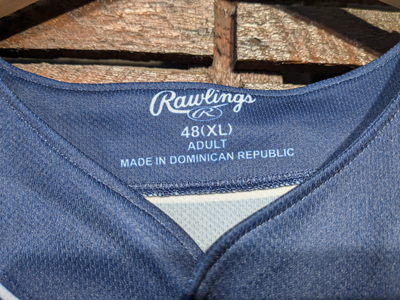 Rawlings
R
48(XL)
ADULT
MADE IN DOMINICAN REPUBLIC